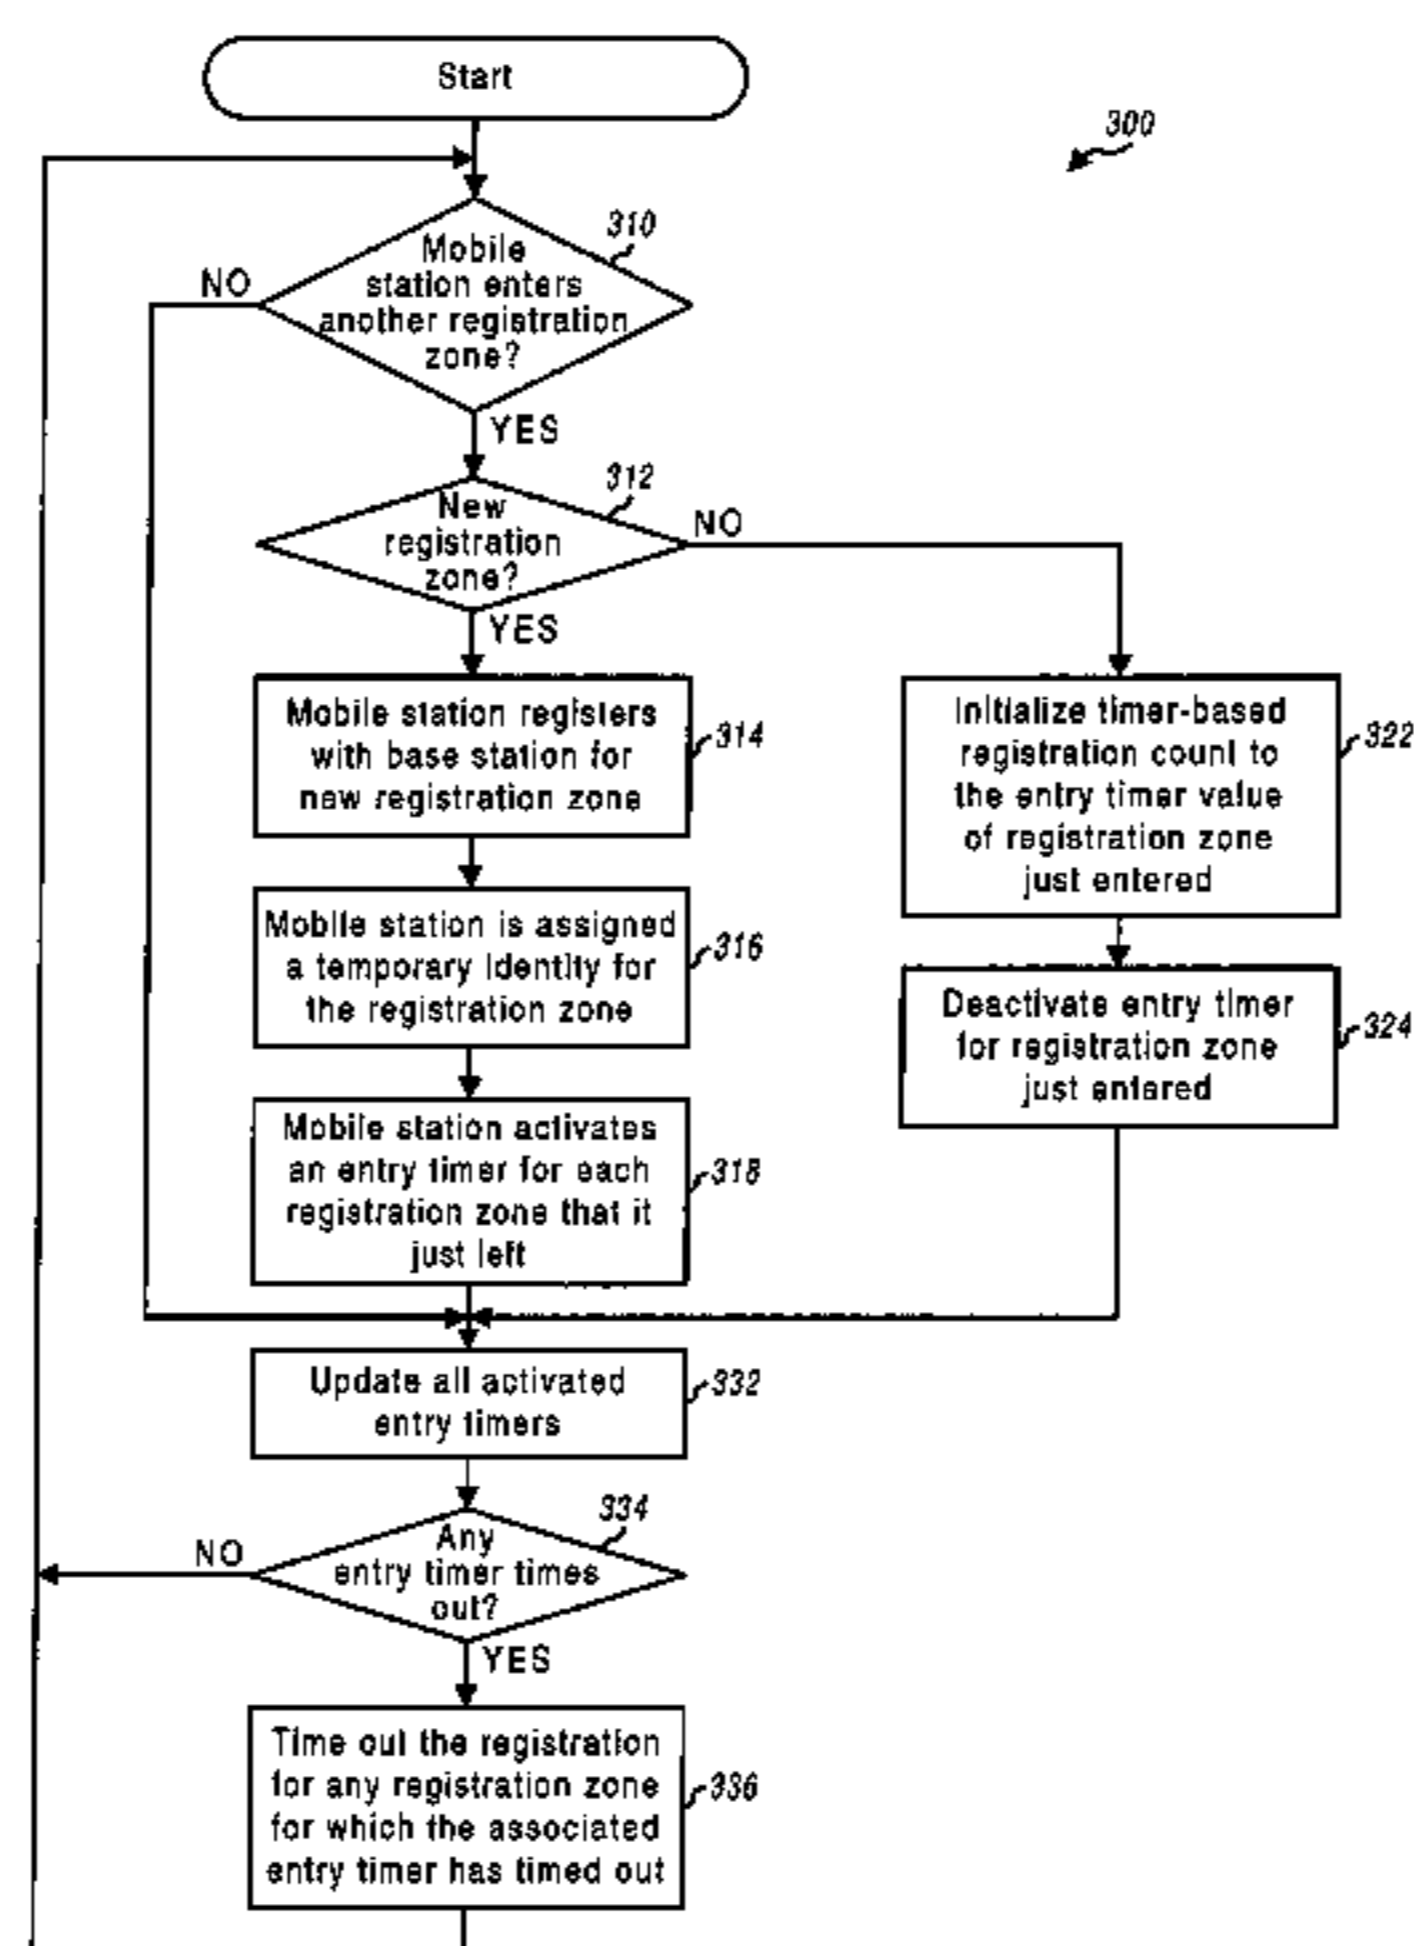 Start
300
310
Mobile
station enters
another registration
zone?
NO
YES
312
New
registration
zone?
NO
YES
Mobile station registers
with base station for
new registration zone
314
Initialize timer-based
registration count to
the entry timer value
of registration zone
just entered
322
Mobile station is assigned
a temporary identity for
the registration zone
316
Deactivate entry timer
for registration zone
just entered
324
Mobile station activates
an entry timer for each
registration zone that it
just left
318
Update all activated
entry timers
332
334
Any
entry timer times
out?
NO
YES
Time out the registration
for any registration zone
for which the associated
entry timer has timed out
336